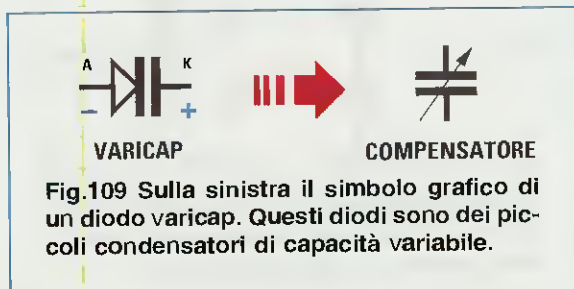 A K
- +
VARICAP COMPENSATORE
Fig.109 Sulla sinistra il simbolo grafico di
un diodo varicap. Questi diodi sono dei pic-
coli condensatori di capacità variabile.